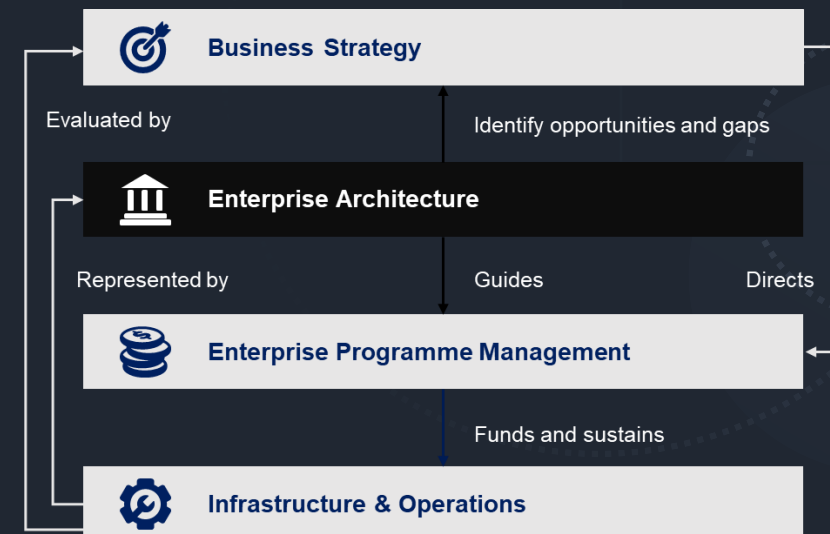 Business Strategy
Evaluated by
Identify opportunities and gaps
Enterprise Architecture
Represented by
Guides
Directs
Enterprise Programme Management
Funds and sustains
Infrastructure & Operations